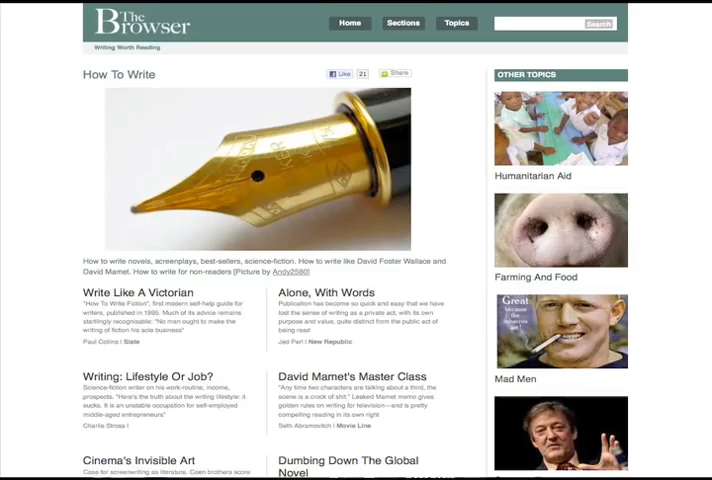 The Browser
Home
Sections
Topics
Search
Writing Worth Reading
How To Write
Like
21
Share
OTHER TOPICS
Humanitarian Aid
Farming And Food
Great
because the
Mad Men
How to write novels, screenplays, best-sellers, science-fiction. How to write like David Foster Wallace and
David Mamet. How to write for non-readers [Picture by Andy2580]
Write Like A Victorian
"How To Write Fiction", first modern self-help guide for
writers, published in 1895. Much of its advice remains
startlingly recognisable: "No man ought to make the
writing of fiction his sole business"
Paul Collins | Slate
Alone, With Words
Publication has become so quick and easy that we have
lost the sense of writing as a private act, with its own
purpose and value, quite distinct from the public act of
being read
Jed Perl | New Republic
Writing: Lifestyle Or Job?
Science-fiction writer on his work-routine, income,
prospects. "Here's the truth about the writing lifestyle: it
sucks. It is an unstable occupation for self-employed
middle-aged entrepreneurs"
Charlie Stross |
David Mamet's Master Class
"Any time two characters are talking about a third, the
scene is a crock of shit". Leaked Mamet memo gives
golden rules on writing for television—and is pretty
compelling reading in its own right
Seth Abramovitch | Movie Line
Cinema's Invisible Art
Case for screenwriting as literature. Coen brothers score
Dumbing Down The Global
Novel